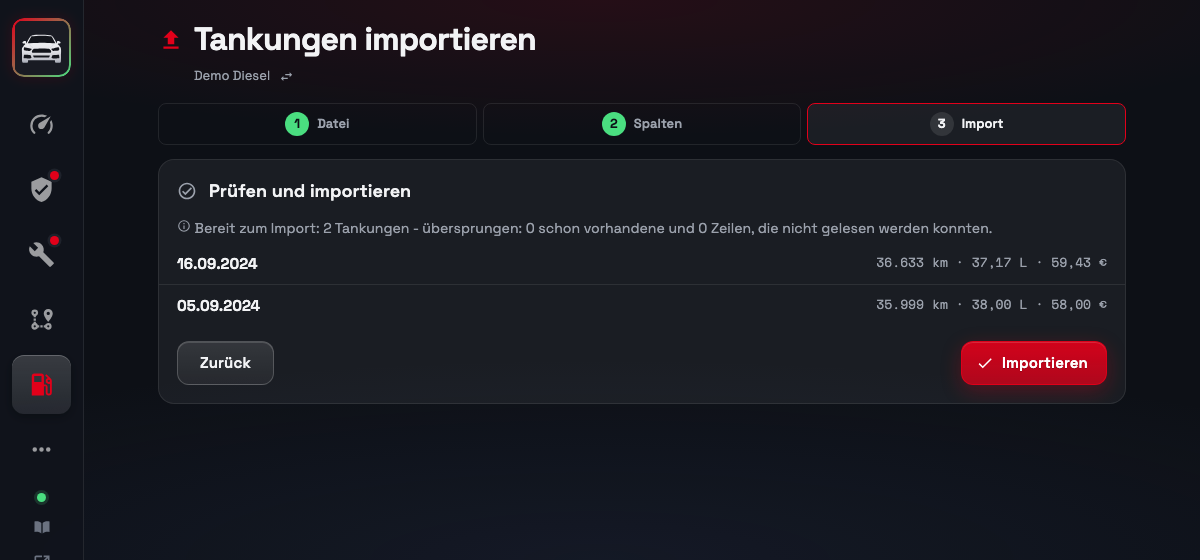 Tankungen importieren
Demo Diesel
1 Datei
2 Spalten
3 Import
Prüfen und importieren
Bereit zum Import: 2 Tankungen - übersprungen: 0 schon vorhandene und 0 Zeilen, die nicht gelesen werden konnten.
16.09.2024 36.633 km · 37,17 L · 59,43 €
05.09.2024 35.999 km · 38,00 L · 58,00 €
Zurück Importieren